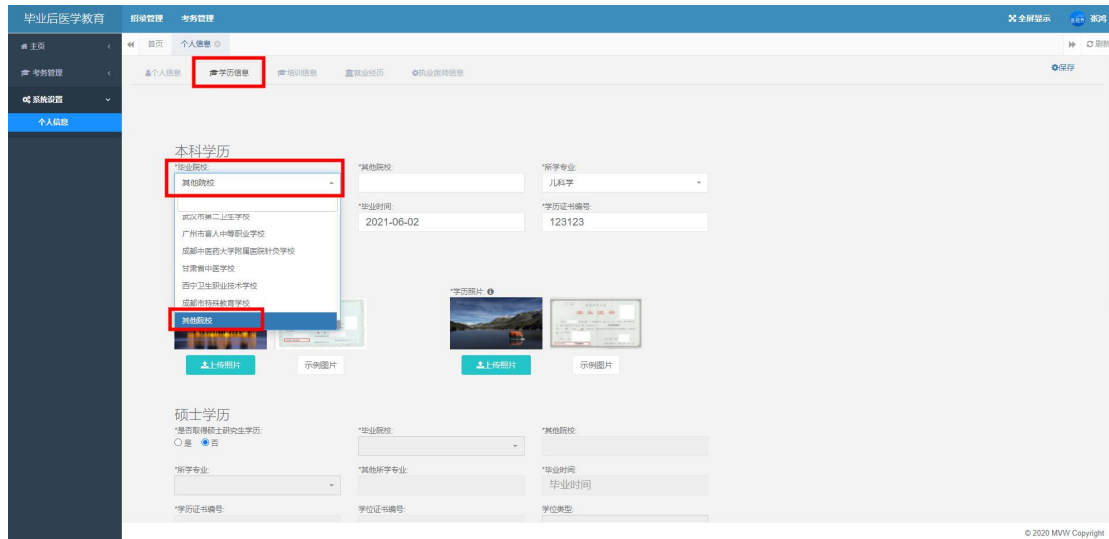 毕业后医学教育 招录管理 考务管理 全屏显示 张鸿
主页 首页 个人信息 刷新
考务管理 个人信息 学历信息 培训信息 就业经历 执业医师信息 保存
系统设置
个人信息
本科学历
*毕业院校: *其他院校: *所学专业:
其他院校 儿科学
*毕业时间: *学历证书编号:
武汉市第二卫生学校 2021-06-02 123123
广州市盲人中等职业学校
成都中医药大学附属医院针灸学校
甘肃省中医学校
西宁卫生职业技术学校
成都市特殊教育学校 *学历照片:
其他院校
毕业证书
上传照片 示例图片 上传照片 示例图片
硕士学历
*是否取得硕士研究生学历: *毕业院校: *其他院校:
是 否
*所学专业: *其他所学专业: *毕业时间:
毕业时间
*学历证书编号: 学位证书编号: 学位类型:
© 2020 MVW Copyright